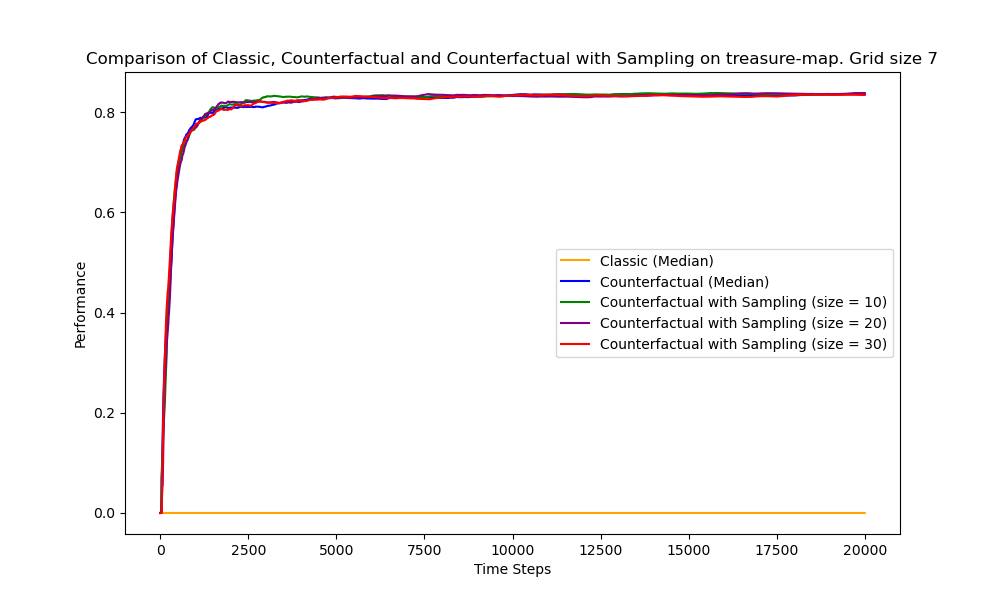 Comparison of Classic, Counterfactual and Counterfactual with Sampling on treasure-map. Grid size 7
0.8
0.6
0.4
0.2
0.0
Performance
Classic (Median)
Counterfactual (Median)
Counterfactual with Sampling (size = 10)
Counterfactual with Sampling (size = 20)
Counterfactual with Sampling (size = 30)
0 2500 5000 7500 10000 12500 15000 17500 20000
Time Steps